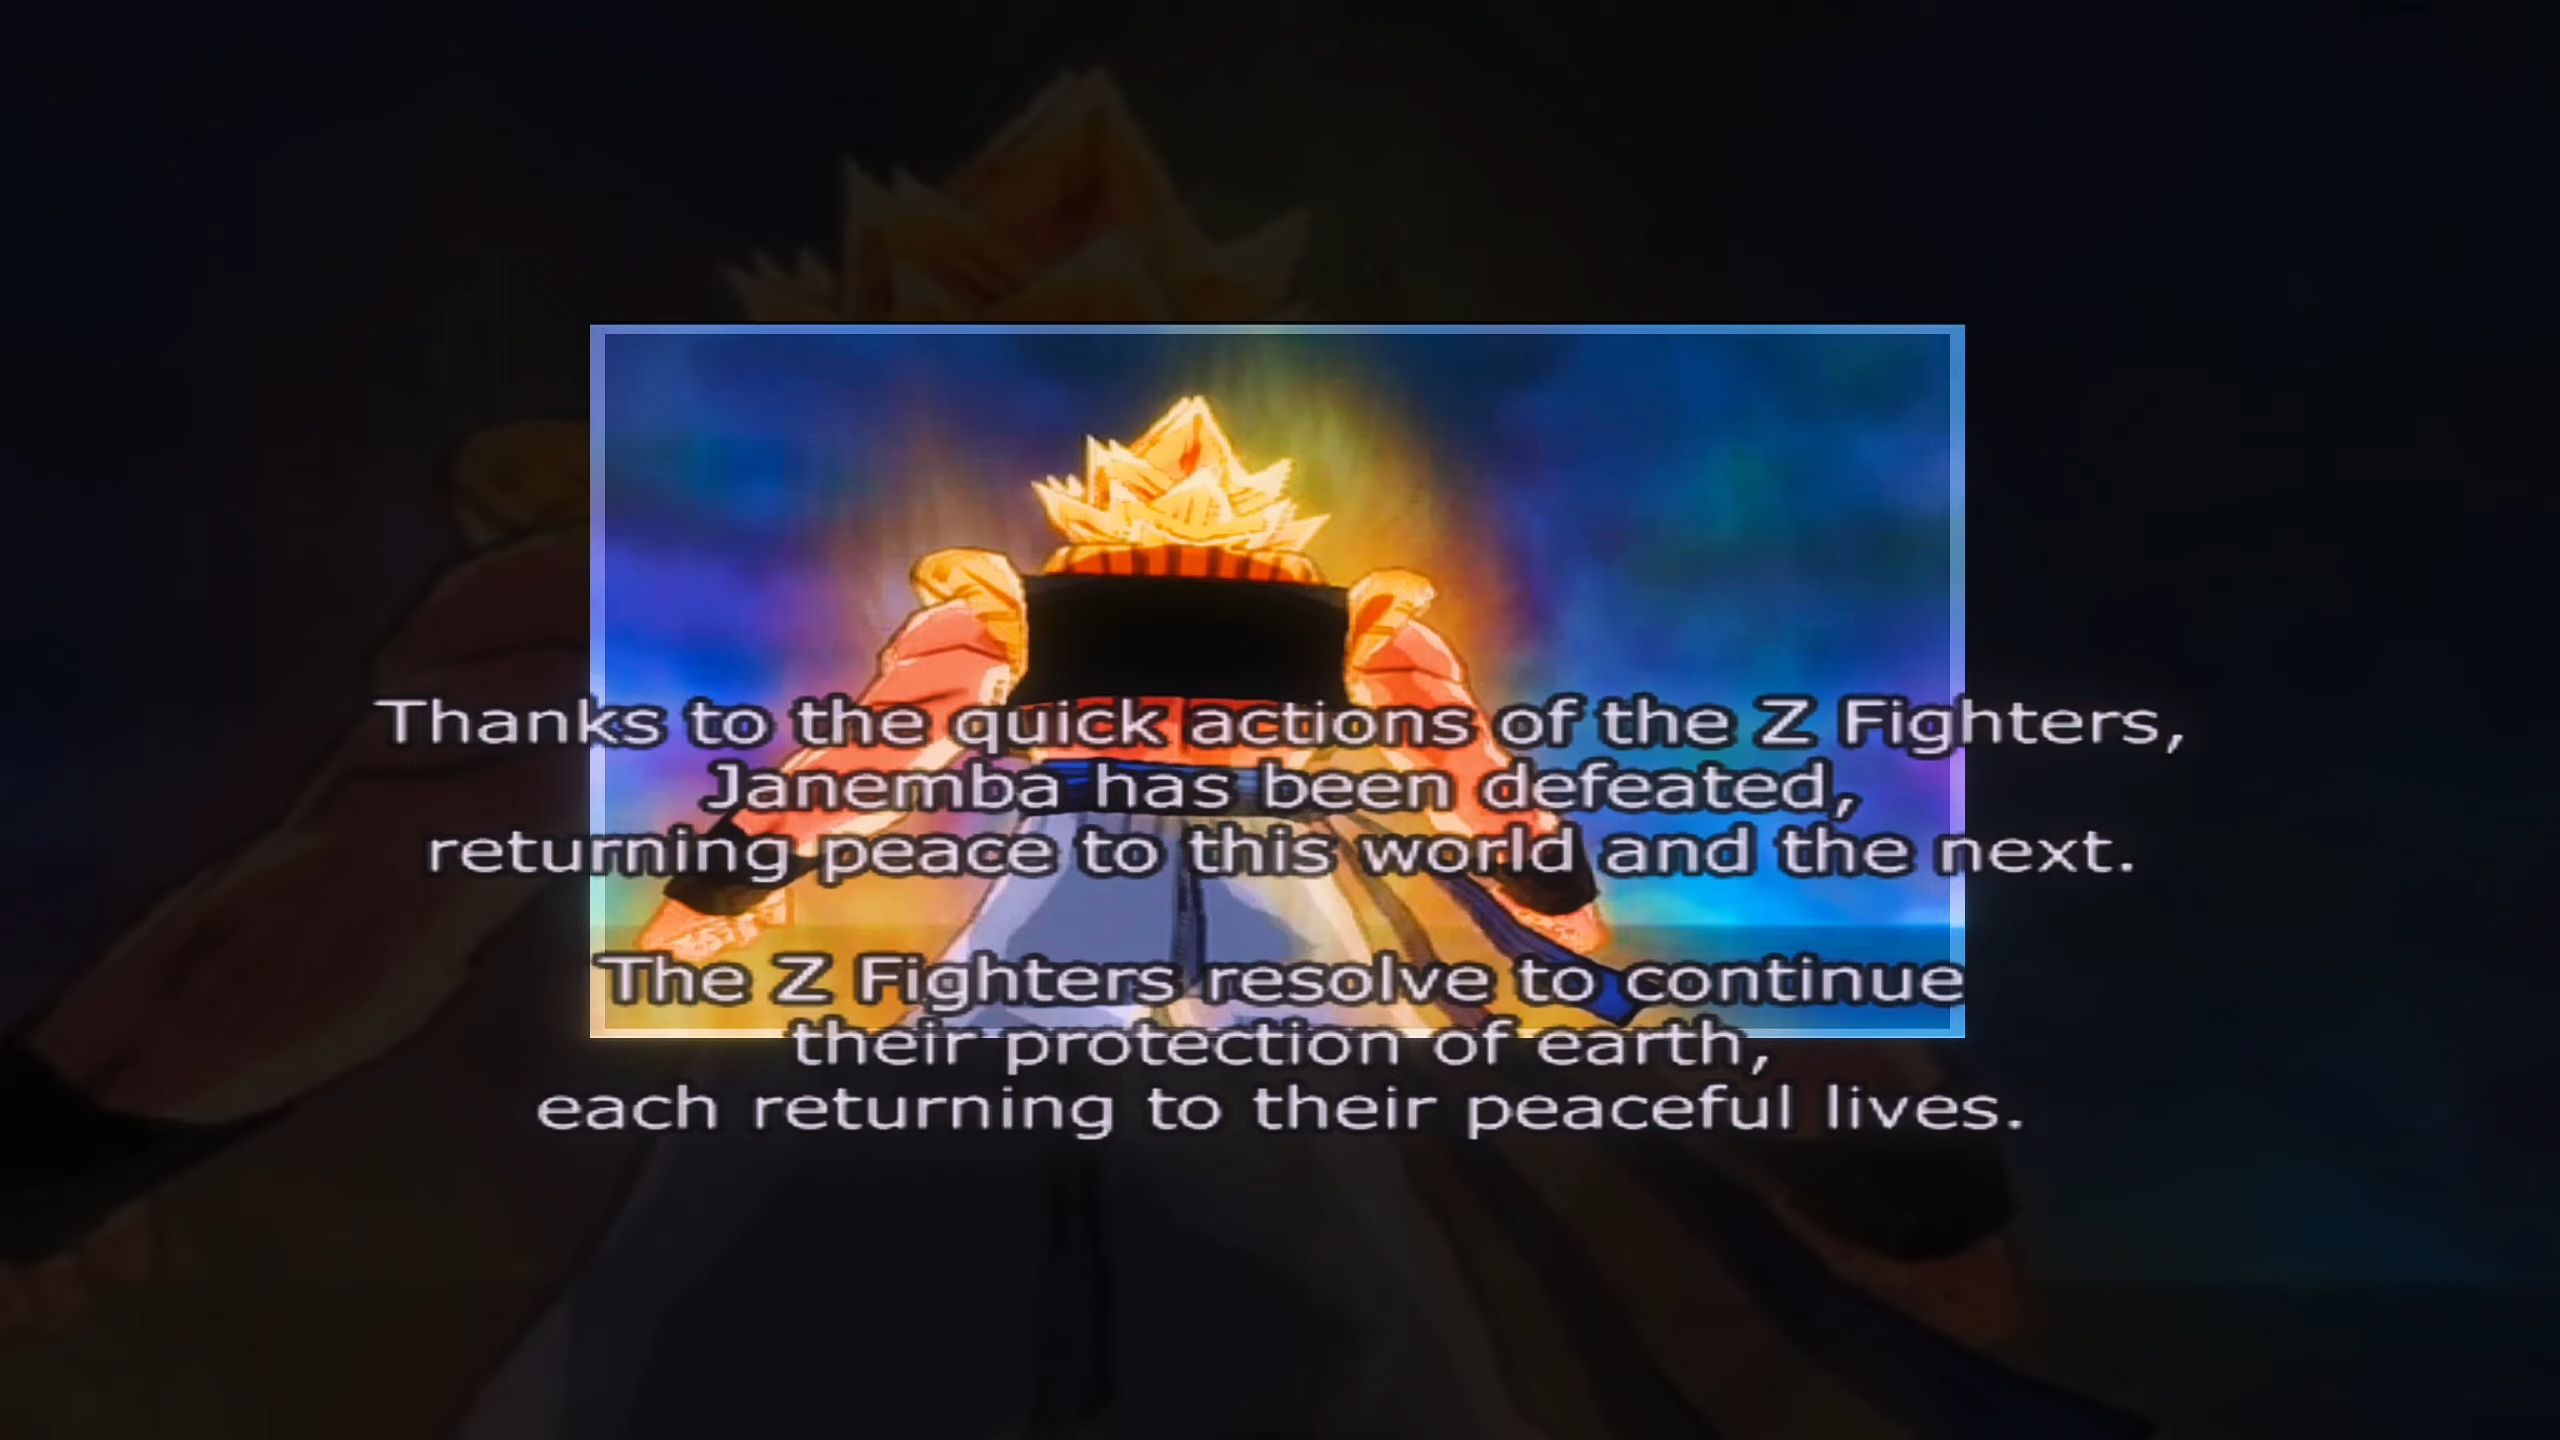 Thanks to the quick actions of the Z Fighters,
Janemba has been defeated,
returning peace to this world and the next.
The Z Fighters resolve to continue
their protection of earth,
each returning to their peaceful lives.